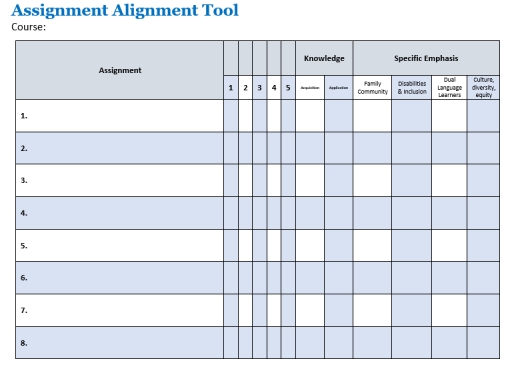 Assignment Alignment Tool
Course:
Assignment
Knowledge
Specific Emphasis
1
2
3
4
5
Acquisition
Application
Family
Community
Disabilities
& Inclusion
Dual
Language
Learners
Culture,
diversity,
equity
1.
2.
3.
4.
5.
6.
7.
8.